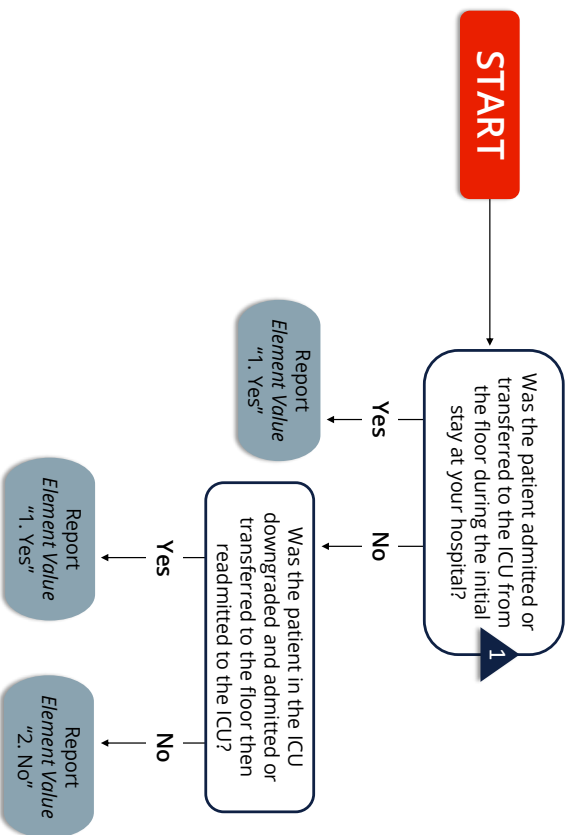 START
Was the patient admitted or
transferred to the ICU from
the floor during the initial
stay at your hospital?
1
Yes
No
Report
Element Value
“1. Yes”
Was the patient in the ICU
downgraded and admitted or
transferred to the floor then
readmitted to the ICU?
Yes
No
Report
Element Value
“1. Yes”
Report
Element Value
“2. No”